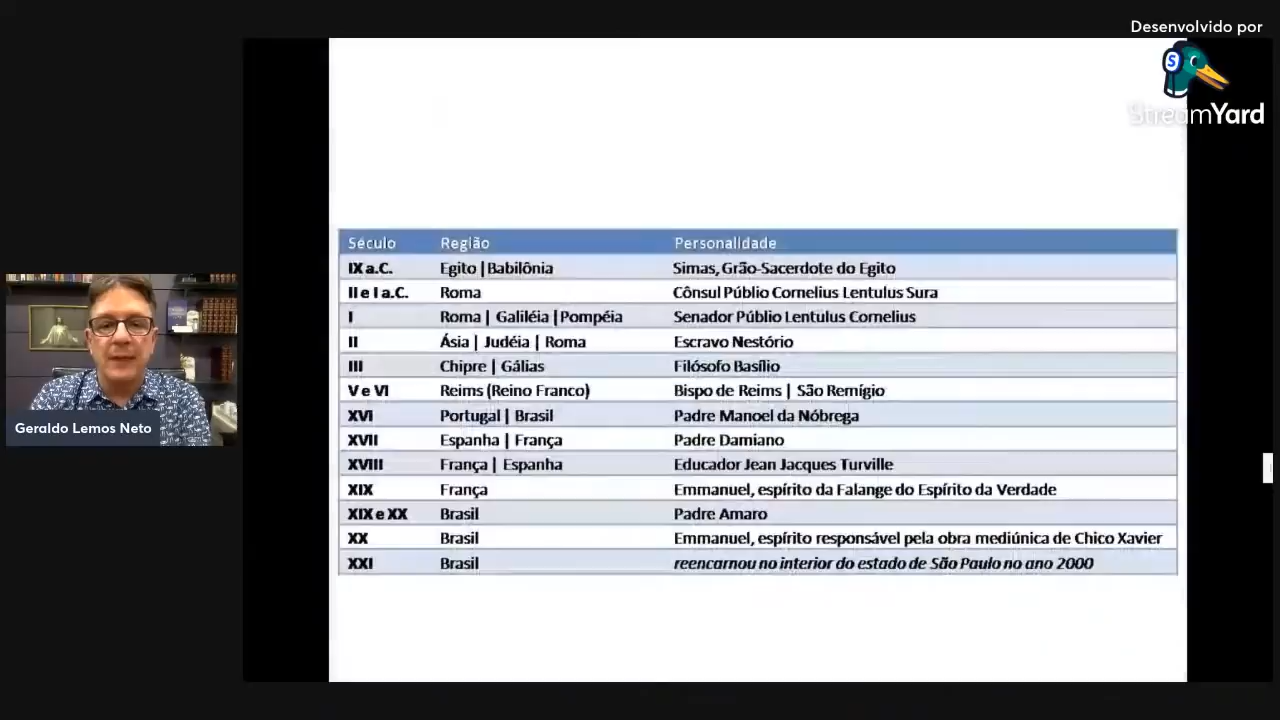 Desenvolvido por
StreamYard
Século Região Personalidade
IX a.C. Egito | Babilônia Simas, Grão-Sacerdote do Egito
II e I a.C. Roma Cônsul Públio Cornelius Lentulus Sura
I Roma | Galiléia | Pompéia Senador Públio Lentulus Cornelius
II Ásia | Judéia | Roma Escravo Nestório
III Chipre | Gálias Filósofo Basílio
V e VI Reims (Reino Franco) Bispo de Reims | São Remígio
XVI Portugal | Brasil Padre Manoel da Nóbrega
XVII Espanha | França Padre Damiano
XVIII França | Espanha Educador Jean Jacques Turville
XIX França Emmanuel, espírito da Falange do Espírito da Verdade
XIX e XX Brasil Padre Amaro
XX Brasil Emmanuel, espírito responsável pela obra mediúnica de Chico Xavier
XXI Brasil reencarnou no interior do estado de São Paulo no ano 2000
Geraldo Lemos Neto